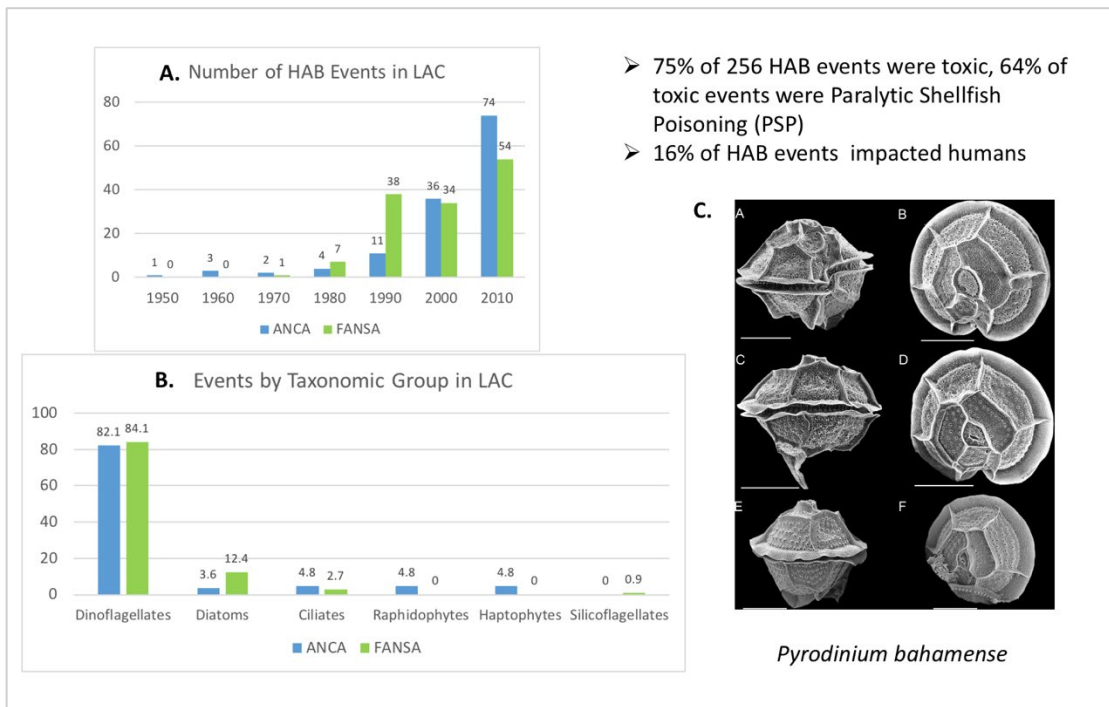 A. Number of HAB Events in LAC
80
60
40
20
0
1 0
3 0
2 1
4 7
11 38
36 34
74 54
1950 1960 1970 1980 1990 2000 2010
ANCA FANSA
B. Events by Taxonomic Group in LAC
100
80
60
40
20
0
82.1 84.1
3.6 12.4
4.8 2.7
4.8 0
4.8 0
0 0.9
Dinoflagellates Diatoms Ciliates Raphidophytes Haptophytes Silicoflagellates
ANCA FANSA
➢ 75% of 256 HAB events were toxic, 64% of
toxic events were Paralytic Shellfish
Poisoning (PSP)
➢ 16% of HAB events impacted humans
C.
A B
C D
E F
Pyrodinium bahamense